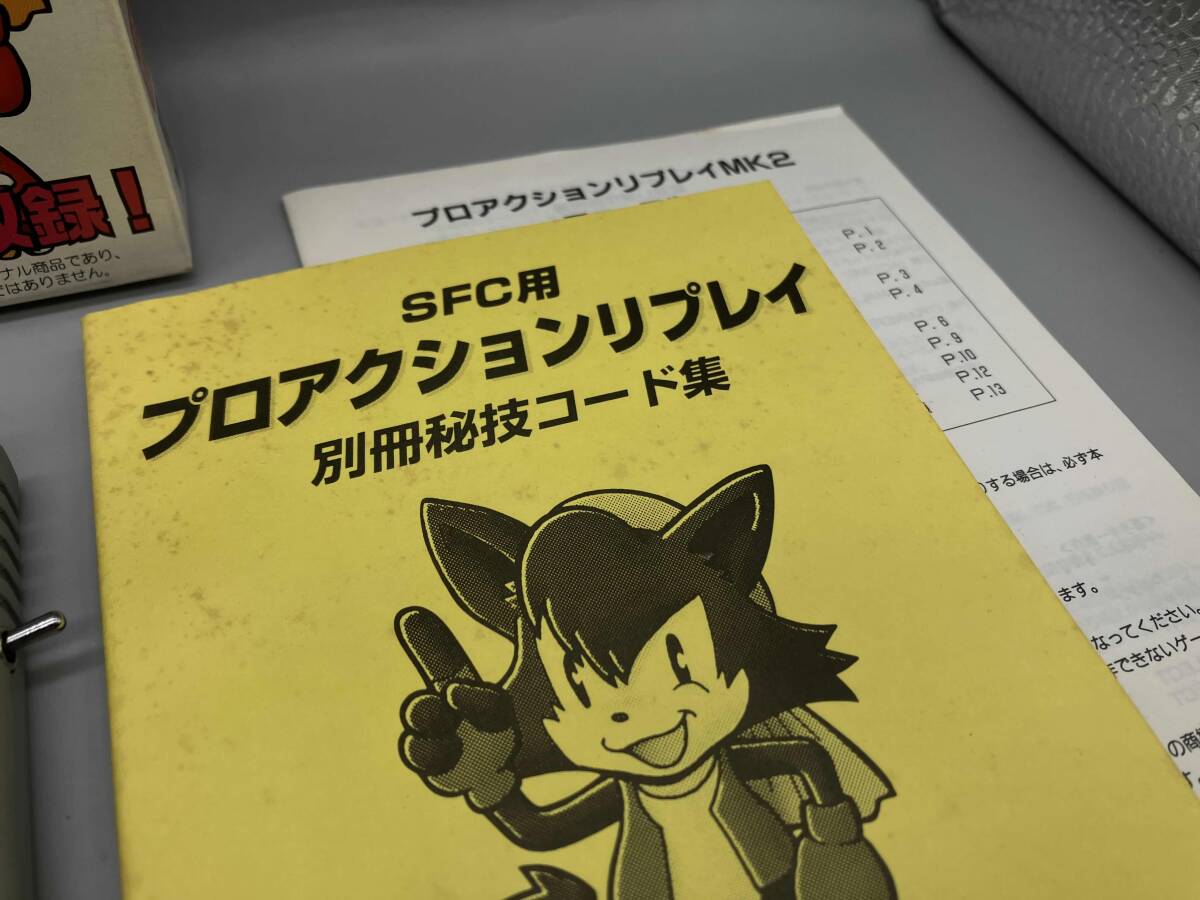 収録！
ナル商品であり、
ではありません。
プロアクションリプレイMK2
P.1
P.2
P.3
P.4
P.6
P.9
P.10
P.12
P.13
する場合は、必ず本
ます。
なってください。
できないゲー
の商
SFC用
プロアクションリプレイ
別冊秘技コード集